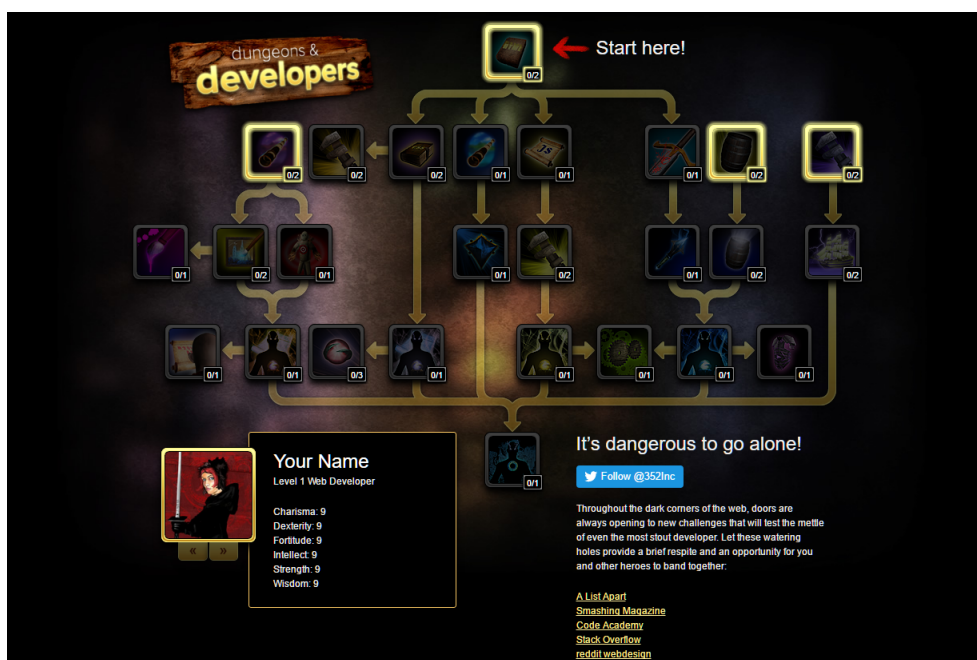 dungeons &
developers
Start here!
0/2
0/2
0/2
0/2
0/1
0/1
0/1
0/2
0/2
0/1
0/2
0/1
0/1
0/2
0/1
0/2
0/2
JS
0/1
0/1
0/3
0/1
0/1
0/1
0/1
0/1
0/1
Your Name
Level 1 Web Developer
Charisma: 9
Dexterity: 9
Fortitude: 9
Intellect: 9
Strength: 9
Wisdom: 9
« »
It's dangerous to go alone!
Follow @352Inc
Throughout the dark corners of the web, doors are
always opening to new challenges that will test the mettle
of even the most stout developer. Let these watering
holes provide a brief respite and an opportunity for you
and other heroes to band together:
A List Apart
Smashing Magazine
Code Academy
Stack Overflow
reddit webdesign